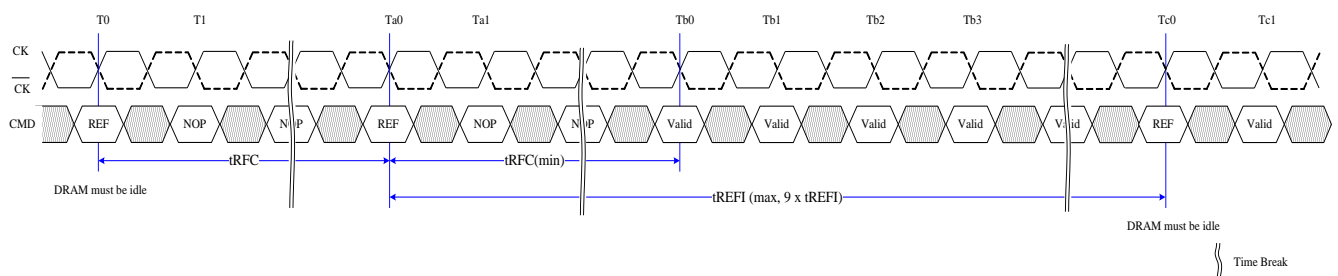 T0 T1 Ta0 Ta1 Tb0 Tb1 Tb2 Tb3 Tc0 Tc1
CK
CK
CMD REF NOP NOP REF NOP NOP Valid Valid Valid Valid Valid REF Valid
tRFC tRFC(min)
DRAM must be idle
tREFI (max, 9 x tREFI)
DRAM must be idle
Time Break